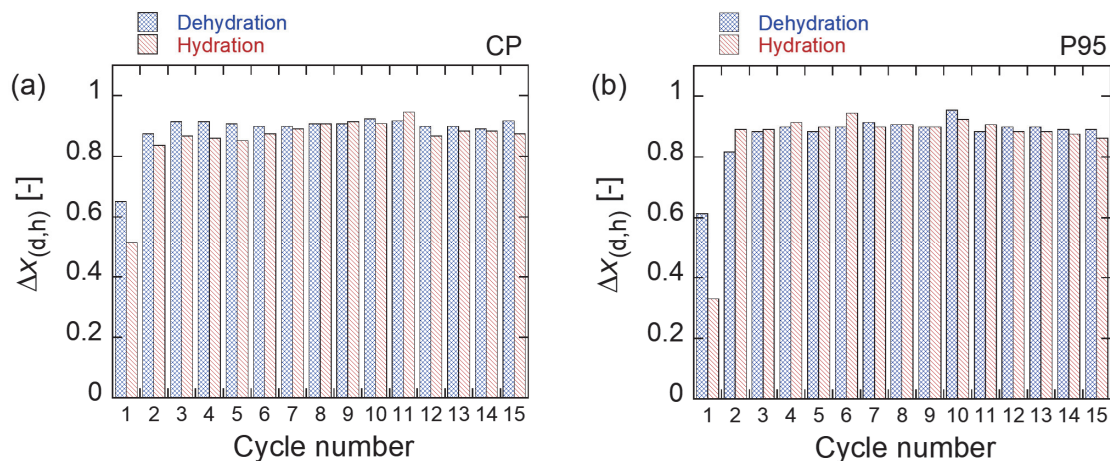 Dehydration
Hydration
CP
(a)
1
0.8
0.6
0.4
0.2
0
Δx(d,h) [-]
1 2 3 4 5 6 7 8 9 10 11 12 13 14 15
Cycle number
Dehydration
Hydration
P95
(b)
1
0.8
0.6
0.4
0.2
0
Δx(d,h) [-]
1 2 3 4 5 6 7 8 9 10 11 12 13 14 15
Cycle number